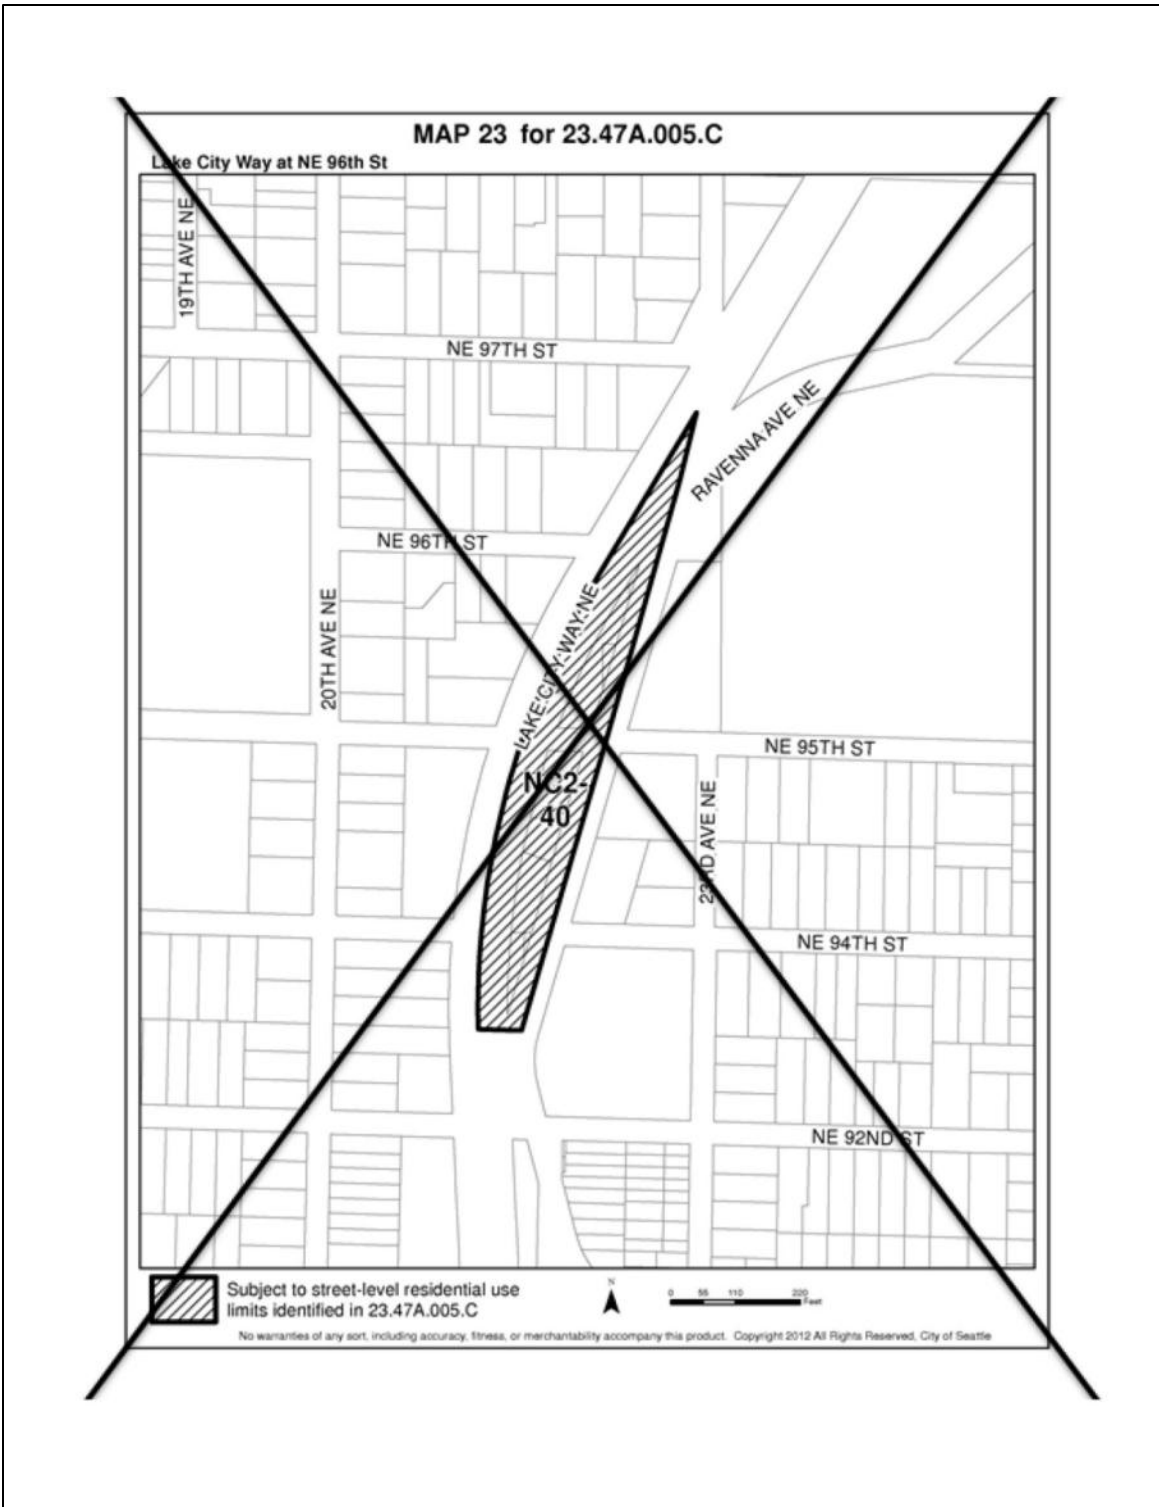 MAP 23 for 23.47A.005.C
Lake City Way at NE 96th St
19TH AVE NE
NE 97TH ST
RAVENNA AVE NE
NE 96TH ST
20TH AVE NE
LAKE CITY WAY NE
NE 95TH ST
NC2-
40
23RD AVE NE
NE 94TH ST
NE 92ND ST
Subject to street-level residential use
limits identified in 23.47A.005.C
N
0 55 110 220
Feet
No warranties of any sort, including accuracy, fitness, or merchantability accompany this product. Copyright 2012 All Rights Reserved, City of Seattle